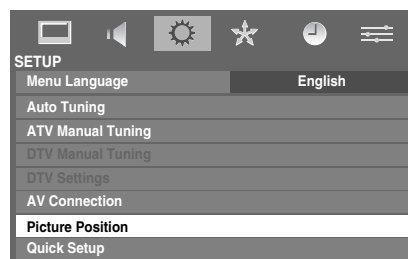 SETUP
Menu Language English
Auto Tuning
ATV Manual Tuning
DTV Manual Tuning
DTV Settings
AV Connection
Picture Position
Quick Setup